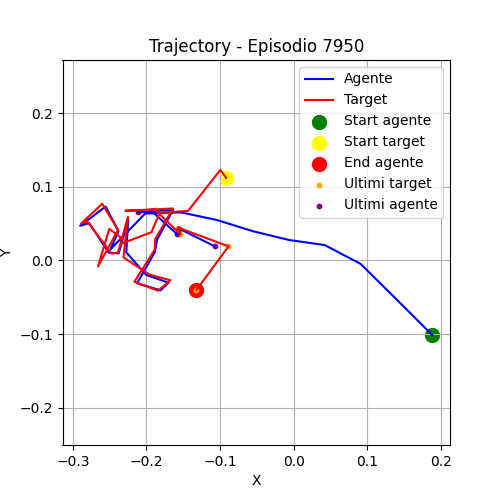 Trajectory - Episodio 7950
Agente
Target
Start agente
Start target
End agente
Ultimi target
Ultimi agente
Y
0.2
0.1
0.0
−0.1
−0.2
−0.3
−0.2
−0.1
0.0
0.1
0.2
X